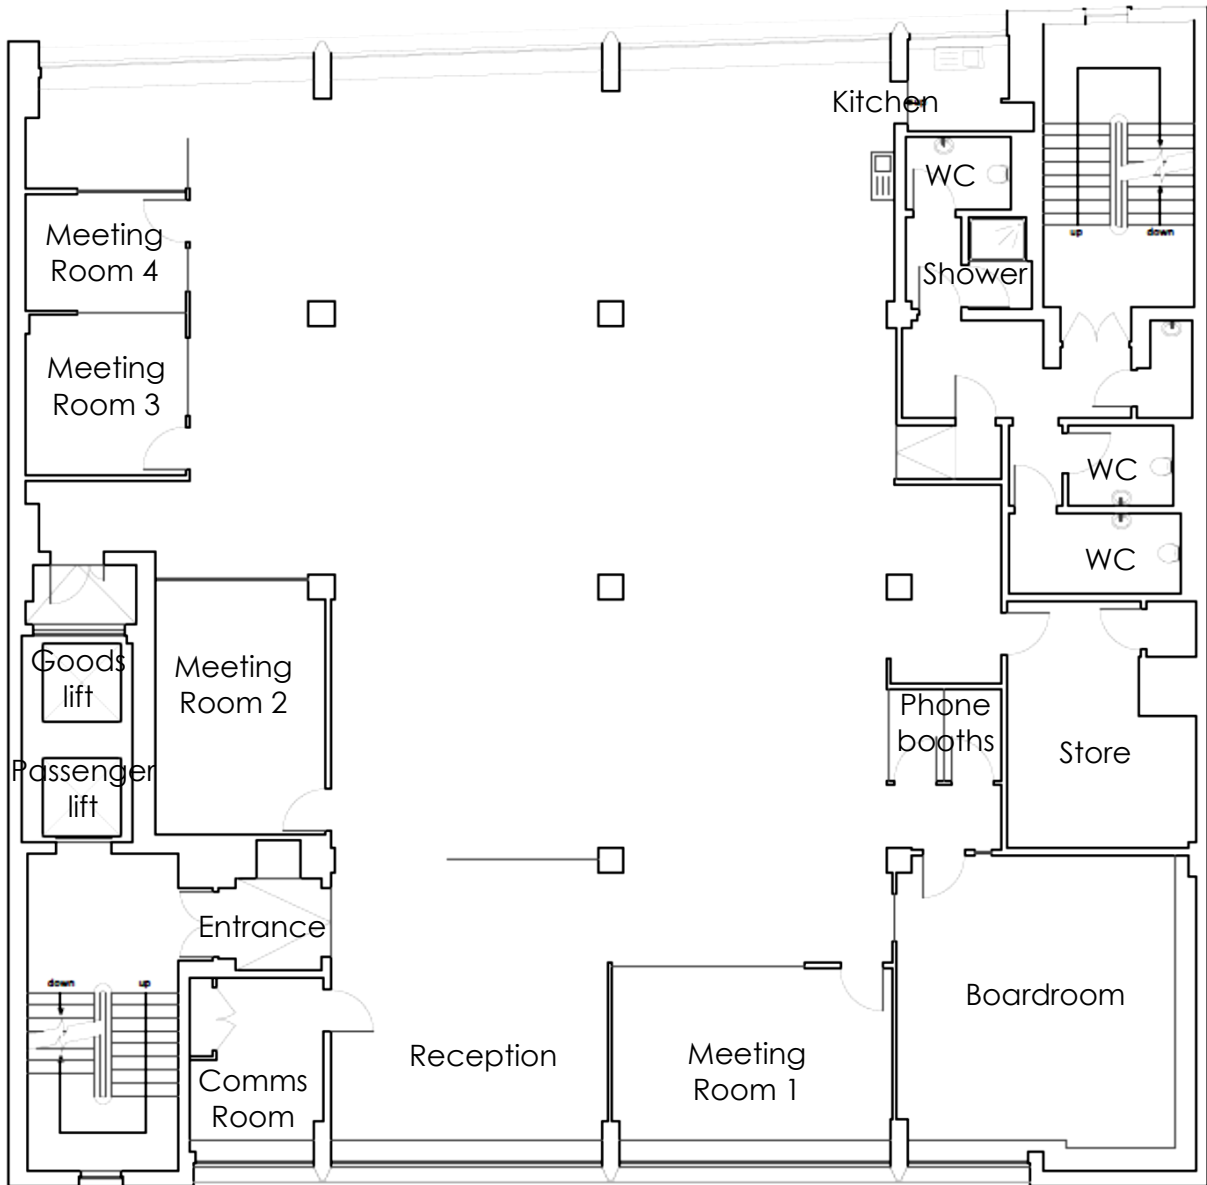 Kitchen
WC
up
down
Meeting
Room 4
Shower
Meeting
Room 3
WC
WC
Goods
lift
Meeting
Room 2
Phone
booths
Store
Passenger
lift
Entrance
down
up
Boardroom
Reception
Meeting
Room 1
Comms
Room